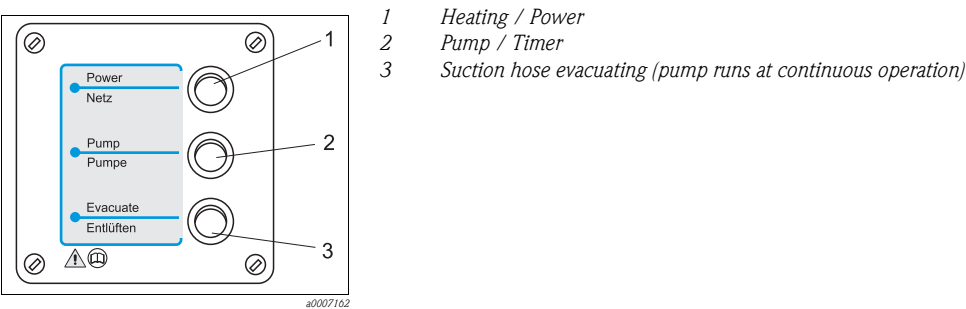 Power
Netz
Pump
Pumpe
Evacuate
Entlüften
1
2
3
a0007162
1 Heating / Power
2 Pump / Timer
3 Suction hose evacuating (pump runs at continuous operation)